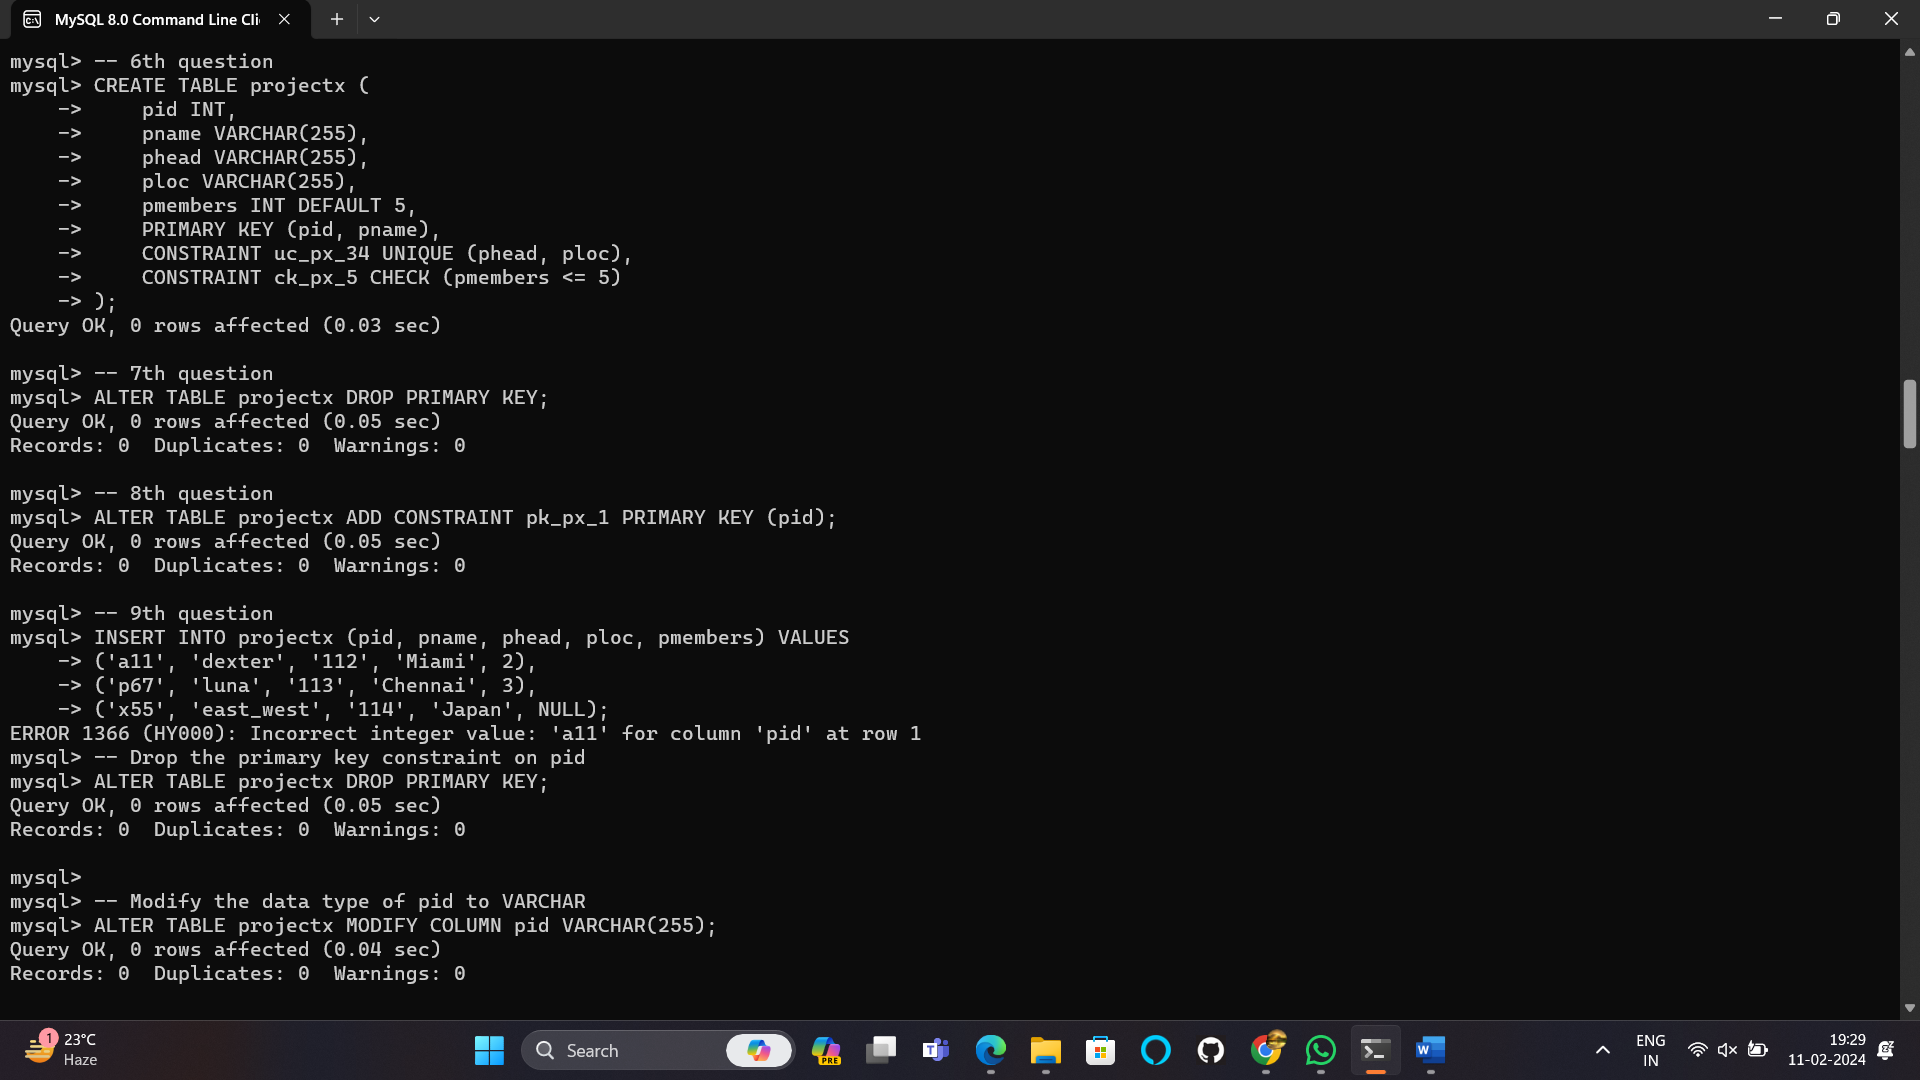 MySQL 8.0 Command Line Cli
mysql> -- 6th question
mysql> CREATE TABLE projectx (
    ->     pid INT,
    ->     pname VARCHAR(255),
    ->     phead VARCHAR(255),
    ->     ploc VARCHAR(255),
    ->     pmembers INT DEFAULT 5,
    ->     PRIMARY KEY (pid, pname),
    ->     CONSTRAINT uc_px_34 UNIQUE (phead, ploc),
    ->     CONSTRAINT ck_px_5 CHECK (pmembers <= 5)
    -> );
Query OK, 0 rows affected (0.03 sec)

mysql> -- 7th question
mysql> ALTER TABLE projectx DROP PRIMARY KEY;
Query OK, 0 rows affected (0.05 sec)
Records: 0  Duplicates: 0  Warnings: 0

mysql> -- 8th question
mysql> ALTER TABLE projectx ADD CONSTRAINT pk_px_1 PRIMARY KEY (pid);
Query OK, 0 rows affected (0.05 sec)
Records: 0  Duplicates: 0  Warnings: 0

mysql> -- 9th question
mysql> INSERT INTO projectx (pid, pname, phead, ploc, pmembers) VALUES
    -> ('a11', 'dexter', '112', 'Miami', 2),
    -> ('p67', 'luna', '113', 'Chennai', 3),
    -> ('x55', 'east_west', '114', 'Japan', NULL);
ERROR 1366 (HY000): Incorrect integer value: 'a11' for column 'pid' at row 1
mysql> -- Drop the primary key constraint on pid
mysql> ALTER TABLE projectx DROP PRIMARY KEY;
Query OK, 0 rows affected (0.05 sec)
Records: 0  Duplicates: 0  Warnings: 0

mysql>
mysql> -- Modify the data type of pid to VARCHAR
mysql> ALTER TABLE projectx MODIFY COLUMN pid VARCHAR(255);
Query OK, 0 rows affected (0.04 sec)
Records: 0  Duplicates: 0  Warnings: 0
1
23°C
Haze
Search
PRE
ENG
IN
19:29
11-02-2024